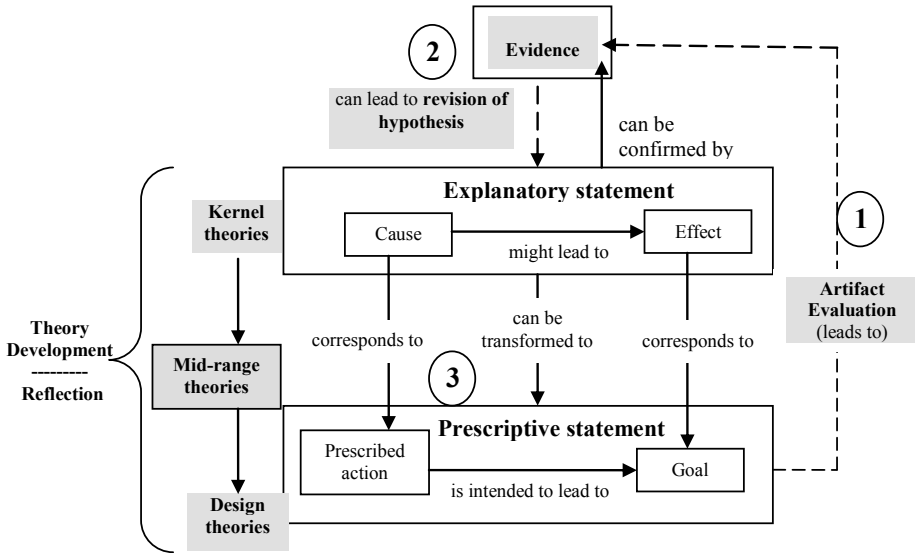 2
Evidence
can lead to revision of
hypothesis
can be
confirmed by
Explanatory statement
Kernel
theories
Cause
might lead to
Effect
1
Artifact
Evaluation
(leads to)
Theory
Development
---------
Reflection
corresponds to
can be
transformed to
corresponds to
Mid-range
theories
3
Prescriptive statement
Prescribed
action
is intended to lead to
Goal
Design
theories